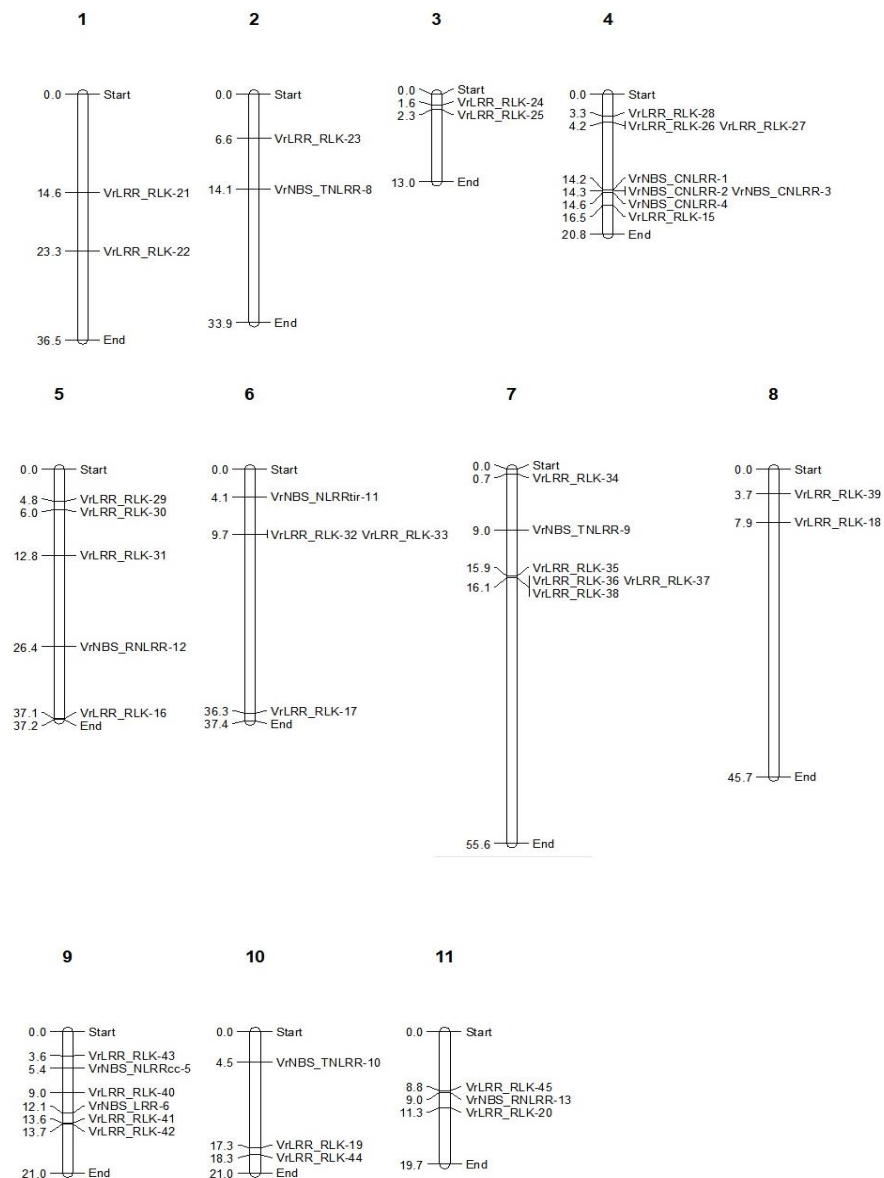 1
0.0 Start
14.6 VrLRR_RLK-21
23.3 VrLRR_RLK-22
36.5 End
2
0.0 Start
6.6 VrLRR_RLK-23
14.1 VrNBS_TNLRR-8
33.9 End
3
0.0 Start
1.6 VrLRR_RLK-24
2.3 VrLRR_RLK-25
13.0 End
4
0.0 Start
3.3 VrLRR_RLK-28
4.2 VrLRR_RLK-26 VrLRR_RLK-27
14.2 VrNBS_CNLRR-1
14.3 VrNBS_CNLRR-2 VrNBS_CNLRR-3
14.6 VrNBS_CNLRR-4
16.5 VrLRR_RLK-15
20.8 End
5
0.0 Start
4.8 VrLRR_RLK-29
6.0 VrLRR_RLK-30
12.8 VrLRR_RLK-31
26.4 VrNBS_RNLRR-12
37.1 VrLRR_RLK-16
37.2 End
6
0.0 Start
4.1 VrNBS_NLRRtir-11
9.7 VrLRR_RLK-32 VrLRR_RLK-33
36.3 VrLRR_RLK-17
37.4 End
7
0.0 Start
0.7 VrLRR_RLK-34
9.0 VrNBS_TNLRR-9
15.9 VrLRR_RLK-35
16.1 VrLRR_RLK-36 VrLRR_RLK-37
VrLRR_RLK-38
55.6 End
8
0.0 Start
3.7 VrLRR_RLK-39
7.9 VrLRR_RLK-18
45.7 End
9
0.0 Start
3.6 VrLRR_RLK-43
5.4 VrNBS_NLRRcc-5
9.0 VrLRR_RLK-40
12.1 VrNBS_LRR-6
13.6 VrLRR_RLK-41
13.7 VrLRR_RLK-42
21.0 End
10
0.0 Start
4.5 VrNBS_TNLRR-10
17.3 VrLRR_RLK-19
18.3 VrLRR_RLK-44
21.0 End
11
0.0 Start
8.8 VrLRR_RLK-45
9.0 VrNBS_RNLRR-13
11.3 VrLRR_RLK-20
19.7 End